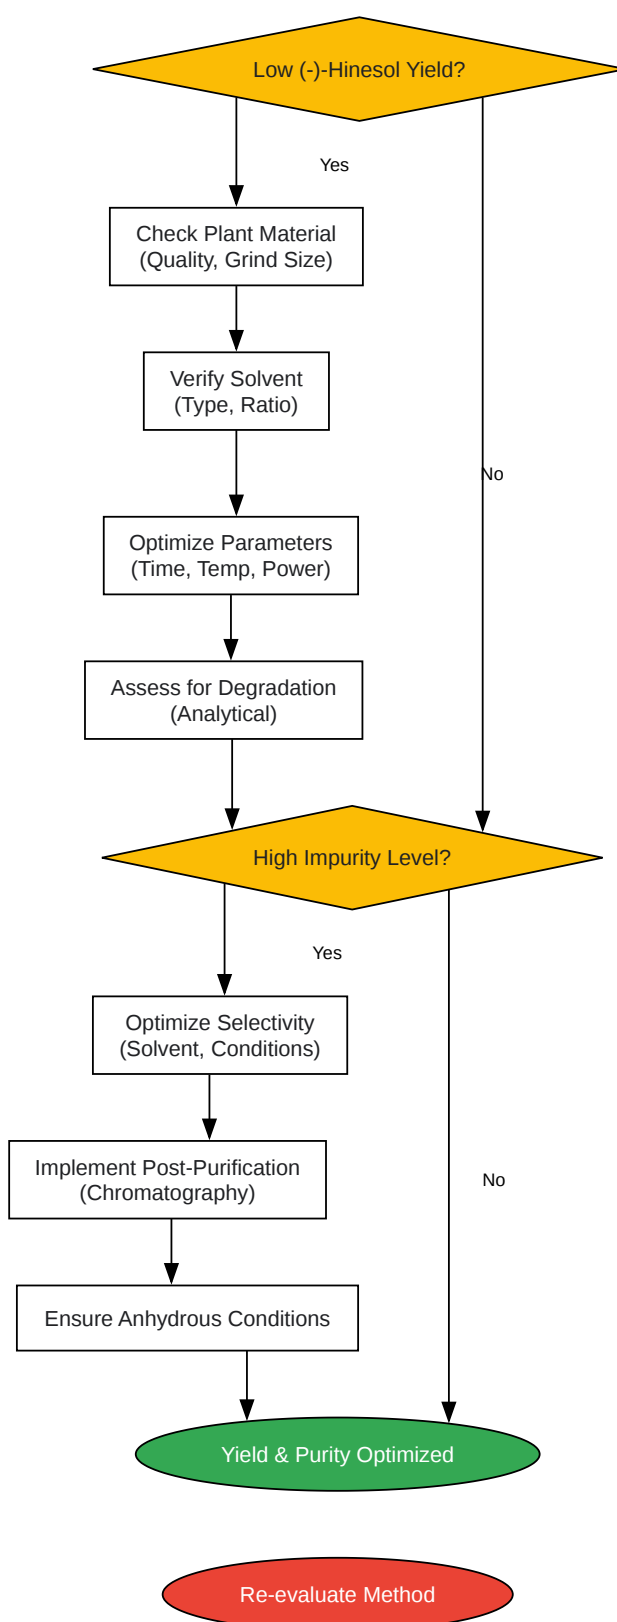 Low (-)-Hinesol Yield?
Yes
Check Plant Material
(Quality, Grind Size)
Verify Solvent
(Type, Ratio)
No
Optimize Parameters
(Time, Temp, Power)
Assess for Degradation
(Analytical)
High Impurity Level?
Yes
Optimize Selectivity
(Solvent, Conditions)
Implement Post-Purification
(Chromatography)
No
Ensure Anhydrous Conditions
Yield & Purity Optimized
Re-evaluate Method